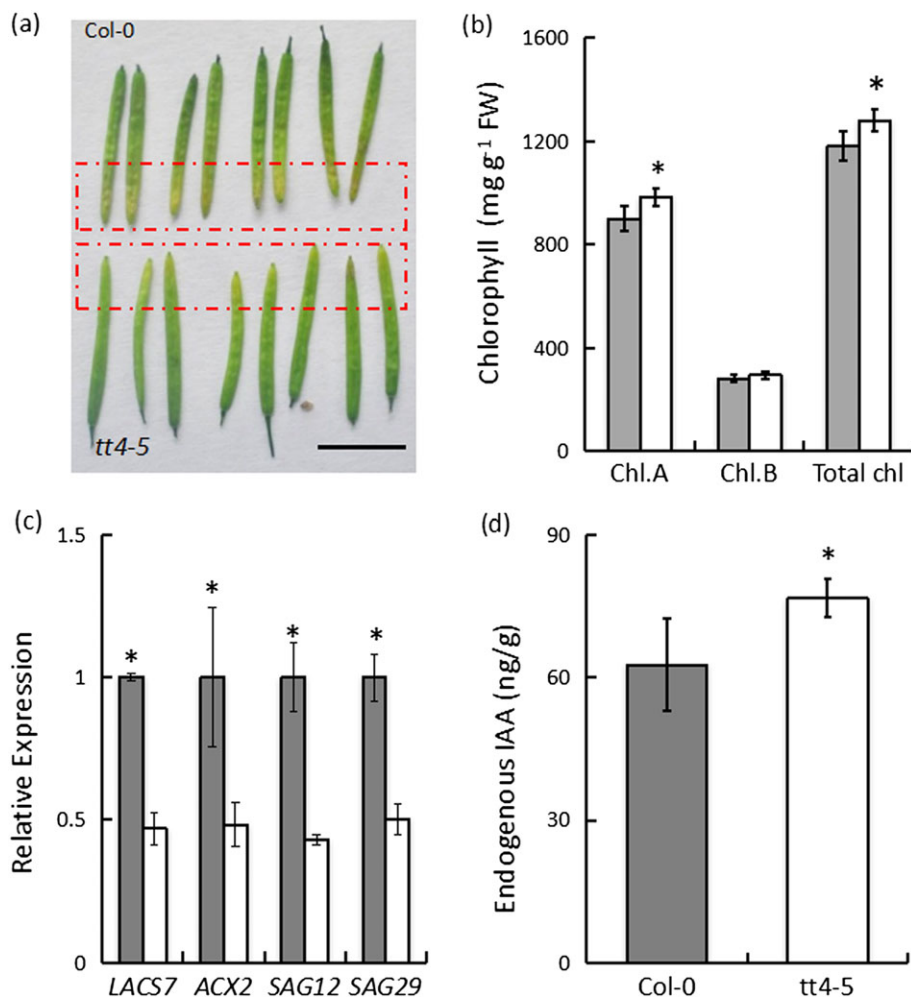 (a)
Col-0
tt4-5
(b)
Chlorophyll (mg g-1 FW)
1600
1200
800
400
0
*
*
Chl.A Chl.B Total chl
(c)
Relative Expression
1.5
1
0.5
0
* * * *
LACS7 ACX2 SAG12 SAG29
(d)
Endogenous IAA (ng/g)
90
60
30
0
*
Col-0 tt4-5